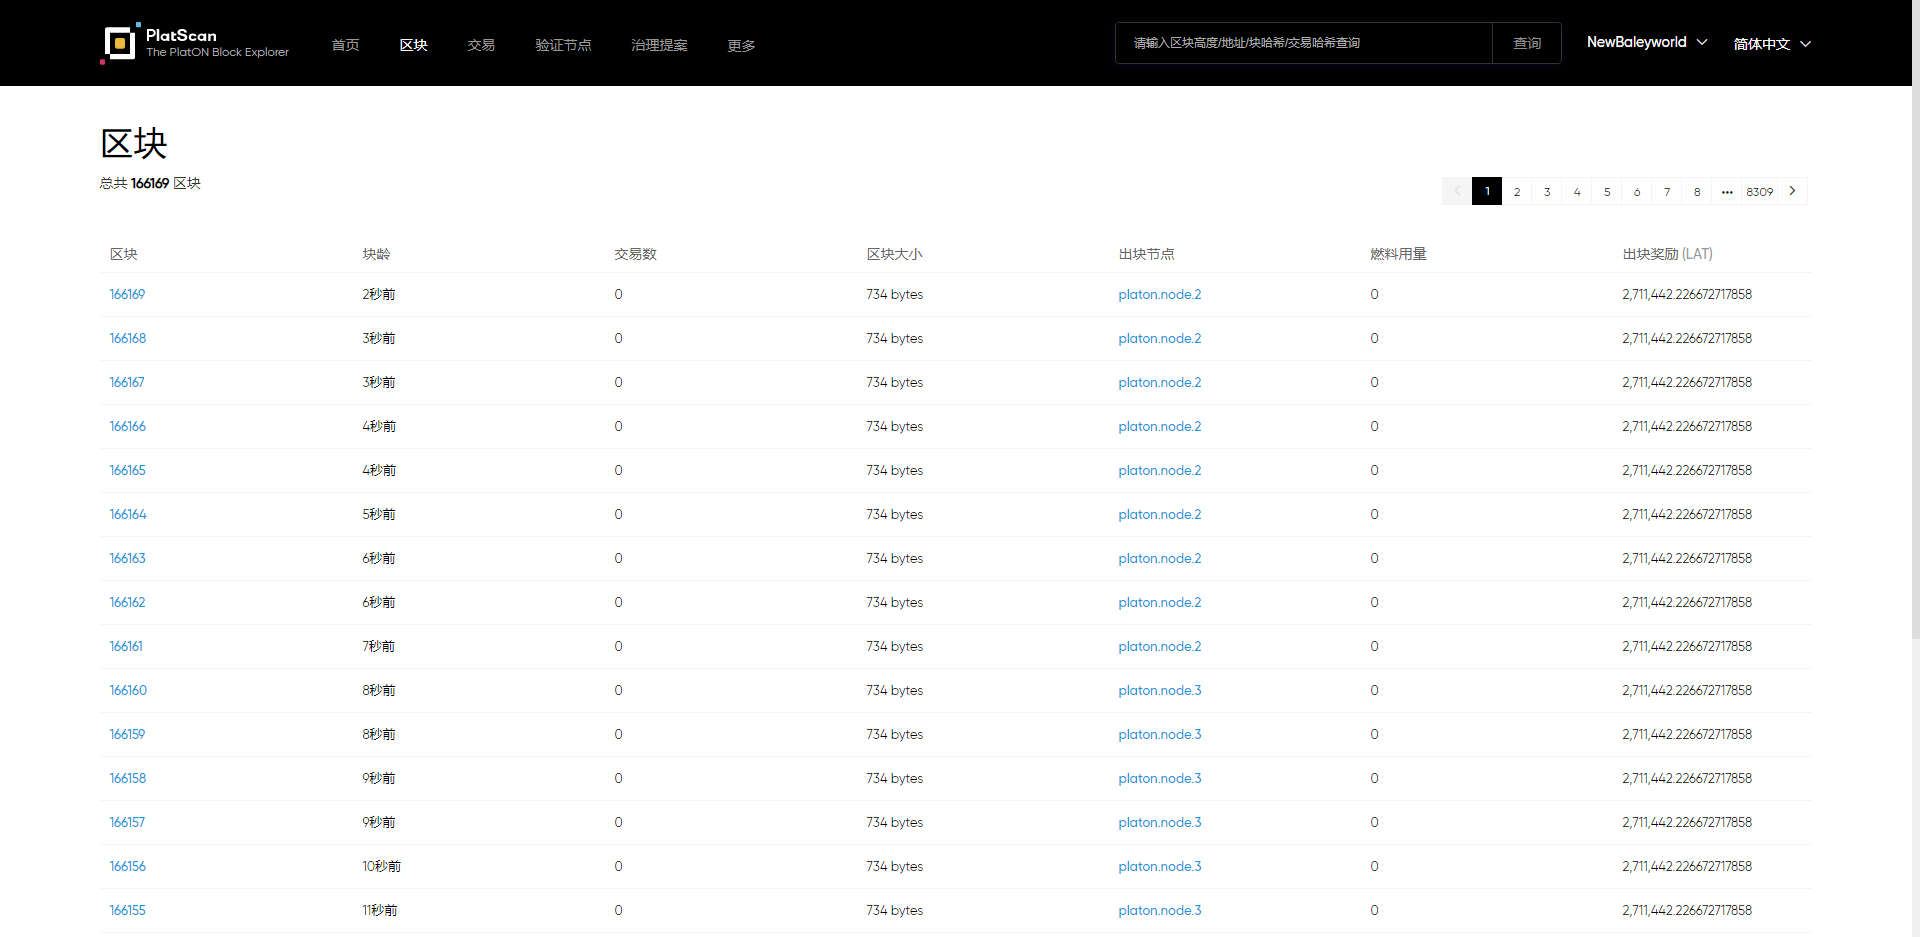 PlatScan
The PlatON Block Explorer
首页 区块 交易 验证节点 治理提案 更多
请输入区块高度/地址/块哈希/交易哈希查询 查询
NewBaleyworld 简体中文
区块
总共 166169 区块
1 2 3 4 5 6 7 8 ••• 8309
区块 块龄 交易数 区块大小 出块节点 燃料用量 出块奖励 (LAT)
166169 2秒前 0 734 bytes platon.node.2 0 2,711,442.226672717858
166168 3秒前 0 734 bytes platon.node.2 0 2,711,442.226672717858
166167 3秒前 0 734 bytes platon.node.2 0 2,711,442.226672717858
166166 4秒前 0 734 bytes platon.node.2 0 2,711,442.226672717858
166165 4秒前 0 734 bytes platon.node.2 0 2,711,442.226672717858
166164 5秒前 0 734 bytes platon.node.2 0 2,711,442.226672717858
166163 6秒前 0 734 bytes platon.node.2 0 2,711,442.226672717858
166162 6秒前 0 734 bytes platon.node.2 0 2,711,442.226672717858
166161 7秒前 0 734 bytes platon.node.2 0 2,711,442.226672717858
166160 8秒前 0 734 bytes platon.node.3 0 2,711,442.226672717858
166159 8秒前 0 734 bytes platon.node.3 0 2,711,442.226672717858
166158 9秒前 0 734 bytes platon.node.3 0 2,711,442.226672717858
166157 9秒前 0 734 bytes platon.node.3 0 2,711,442.226672717858
166156 10秒前 0 734 bytes platon.node.3 0 2,711,442.226672717858
166155 11秒前 0 734 bytes platon.node.3 0 2,711,442.226672717858